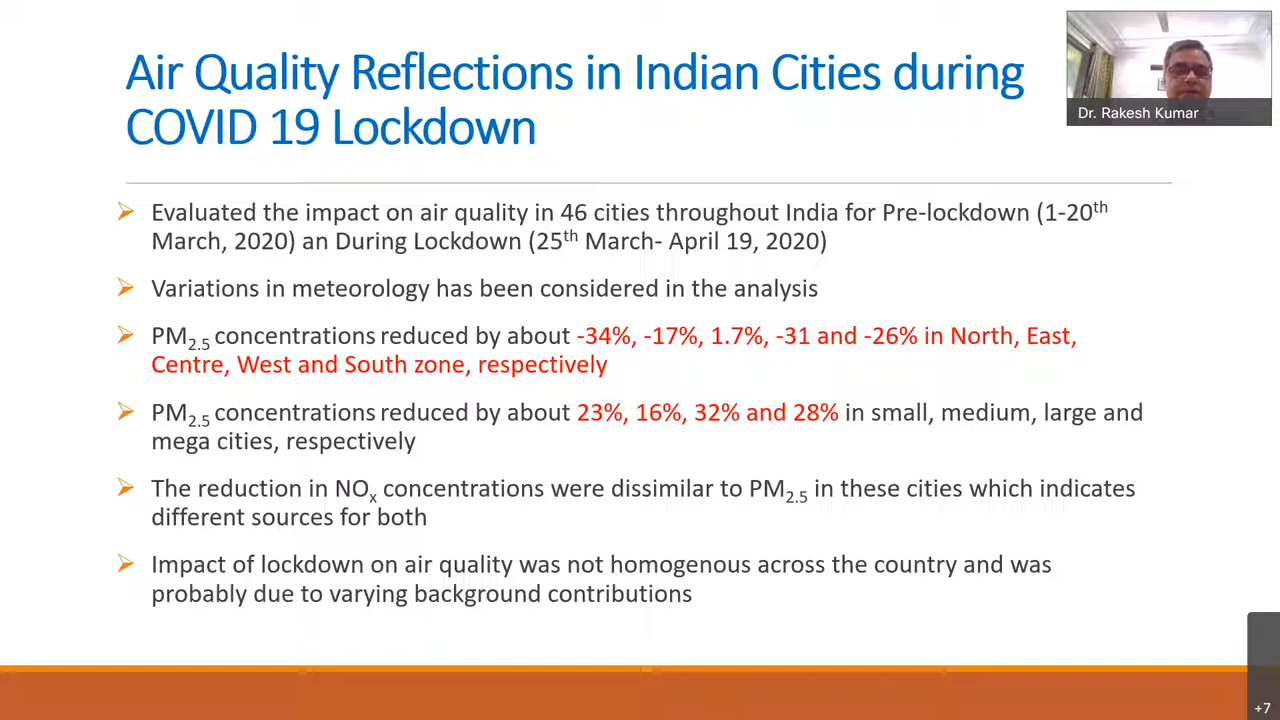 Air Quality Reflections in Indian Cities during
COVID 19 Lockdown
Dr. Rakesh Kumar
Evaluated the impact on air quality in 46 cities throughout India for Pre-lockdown (1-20th
March, 2020) an During Lockdown (25th March- April 19, 2020)
Variations in meteorology has been considered in the analysis
PM2.5 concentrations reduced by about -34%, -17%, 1.7%, -31 and -26% in North, East,
Centre, West and South zone, respectively
PM2.5 concentrations reduced by about 23%, 16%, 32% and 28% in small, medium, large and
mega cities, respectively
The reduction in NOx concentrations were dissimilar to PM2.5 in these cities which indicates
different sources for both
Impact of lockdown on air quality was not homogenous across the country and was
probably due to varying background contributions
+7